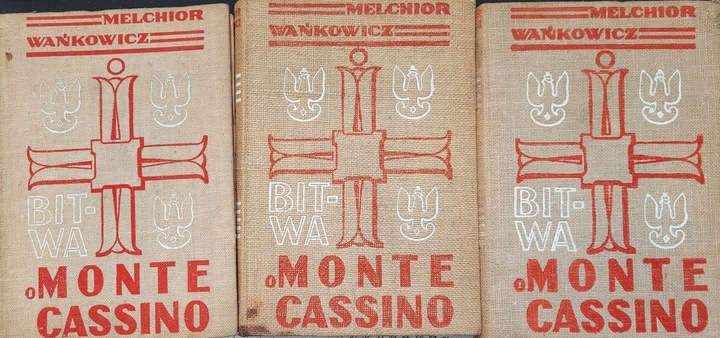 MELCHIOR
WAŃKOWICZ
BIT-
WA
o MONTE
CASSINO
MELCHIOR
WAŃKOWICZ
BIT-
WA
o MONTE
CASSINO
MELCHIOR
WAŃKOWICZ
BIT-
WA
o MONTE
CASSINO